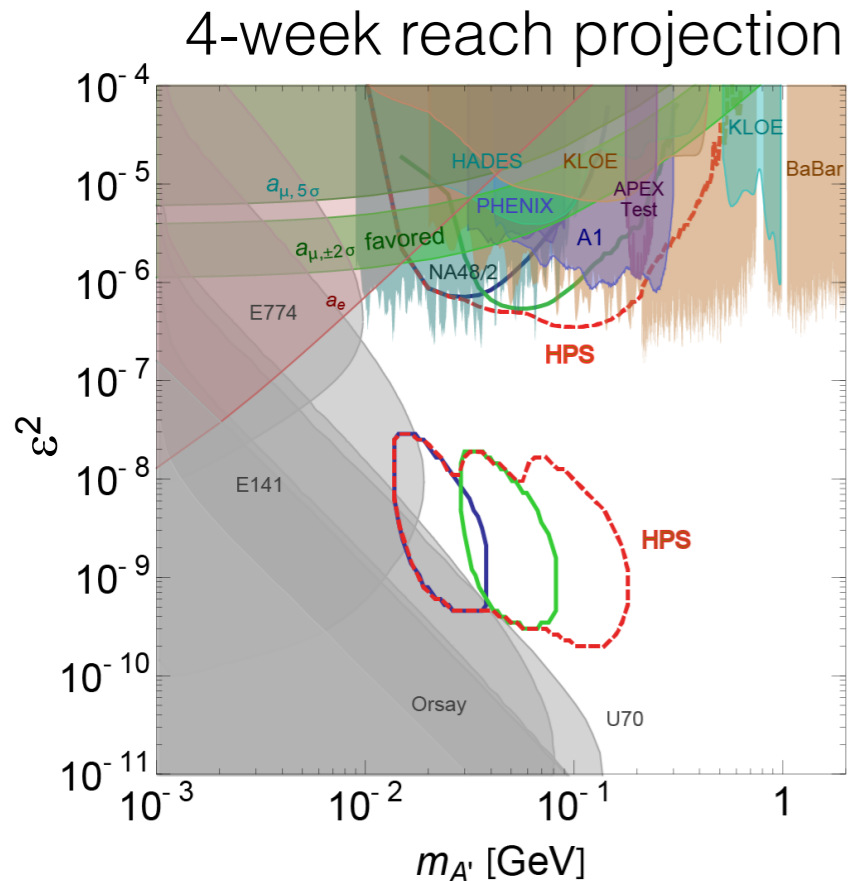 4-week reach projection
10⁻⁴
10⁻⁵
10⁻⁶
10⁻⁷
10⁻⁸
10⁻⁹
10⁻¹⁰
10⁻¹¹
ε²
KLOE
HADES
KLOE
BaBar
aμ,5σ
PHENIX
APEX
Test
aμ,±2σ favored
A1
NA48/2
ae
E774
HPS
E141
HPS
Orsay
U70
10⁻³
10⁻²
10⁻¹
1
mA' [GeV]